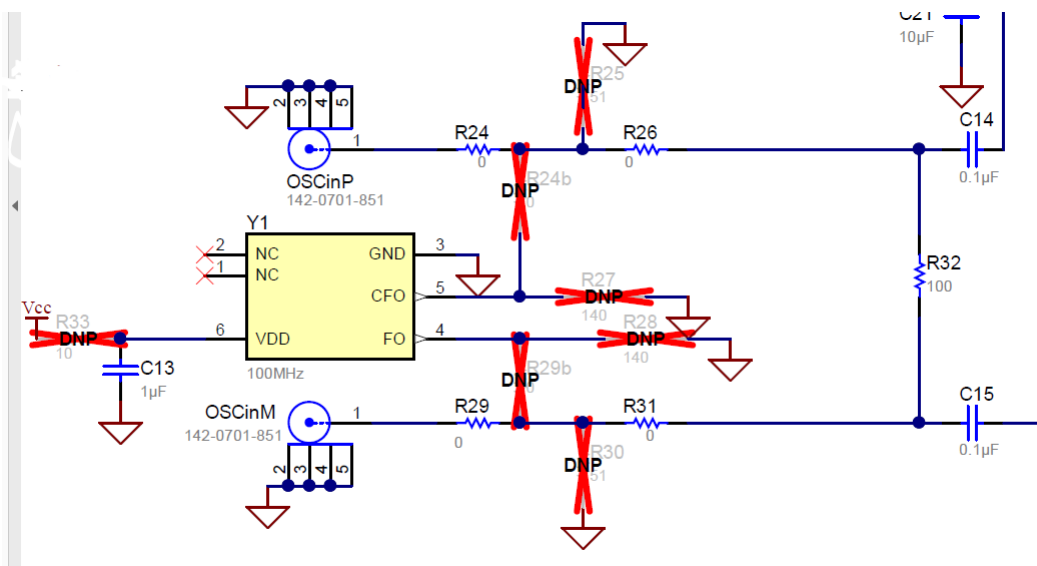 C21
10µF
R25
DNP
51
2
3
4
5
1
OSCinP
142-0701-851
R24
0
R26
0
C14
0.1µF
R24b
DNP
0
Y1
2
NC
1
NC
GND
3
CFO
5
6
VDD
FO
4
100MHz
R32
100
R27
DNP
140
R28
DNP
140
Vcc
R33
DNP
10
C13
1µF
R29b
DNP
OSCinM
142-0701-851
1
2
3
4
5
R29
0
R31
0
C15
0.1µF
R30
DNP
51